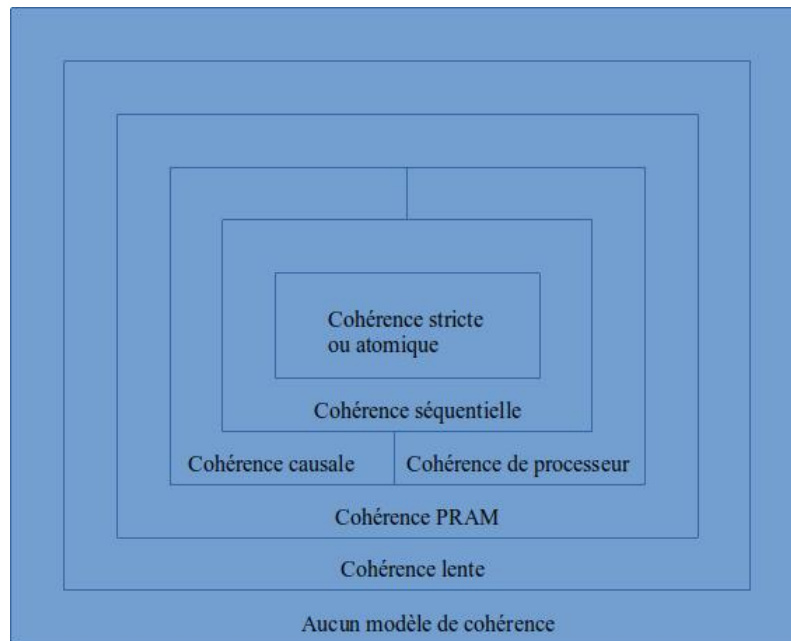 Cohérence stricte
ou atomique
Cohérence séquentielle
Cohérence causale
Cohérence de processeur
Cohérence PRAM
Cohérence lente
Aucun modèle de cohérence